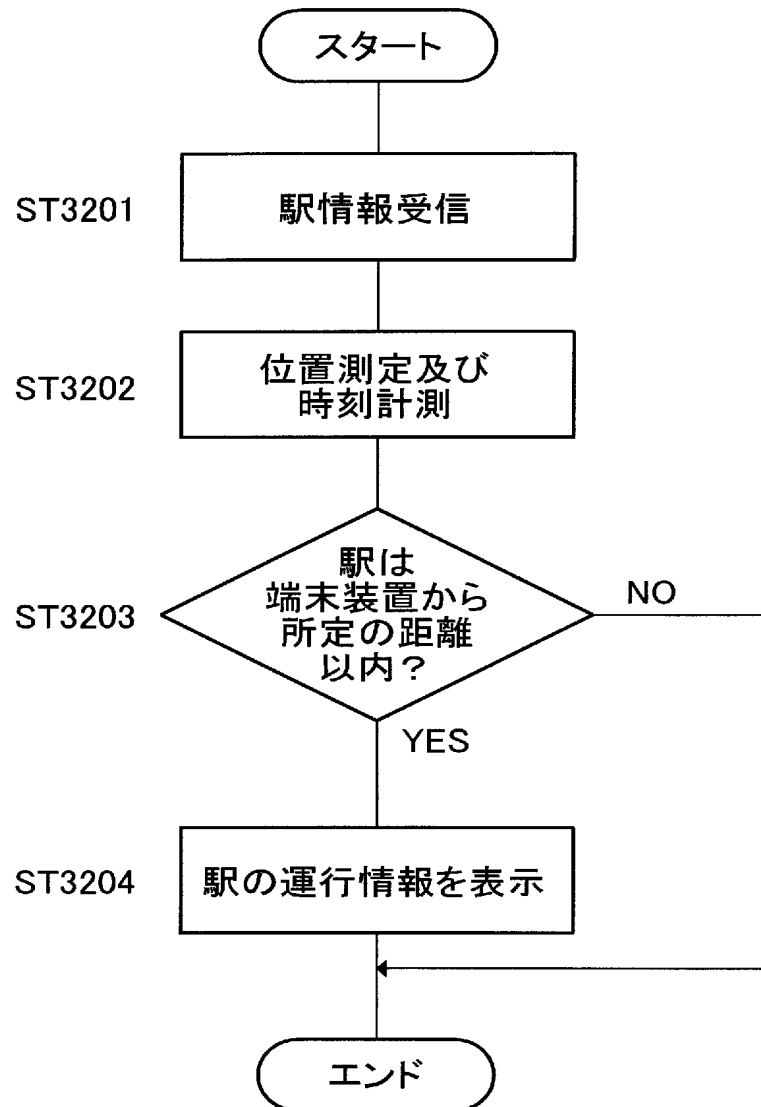 スタート
ST3201
駅情報受信
ST3202
位置測定及び
時刻計測
ST3203
駅は
端末装置から
所定の距離
以内?
NO
YES
ST3204
駅の運行情報を表示
エンド